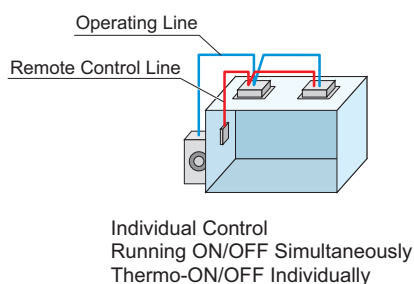 Operating Line
Remote Control Line
Individual Control
Running ON/OFF Simultaneously
Thermo-ON/OFF Individually